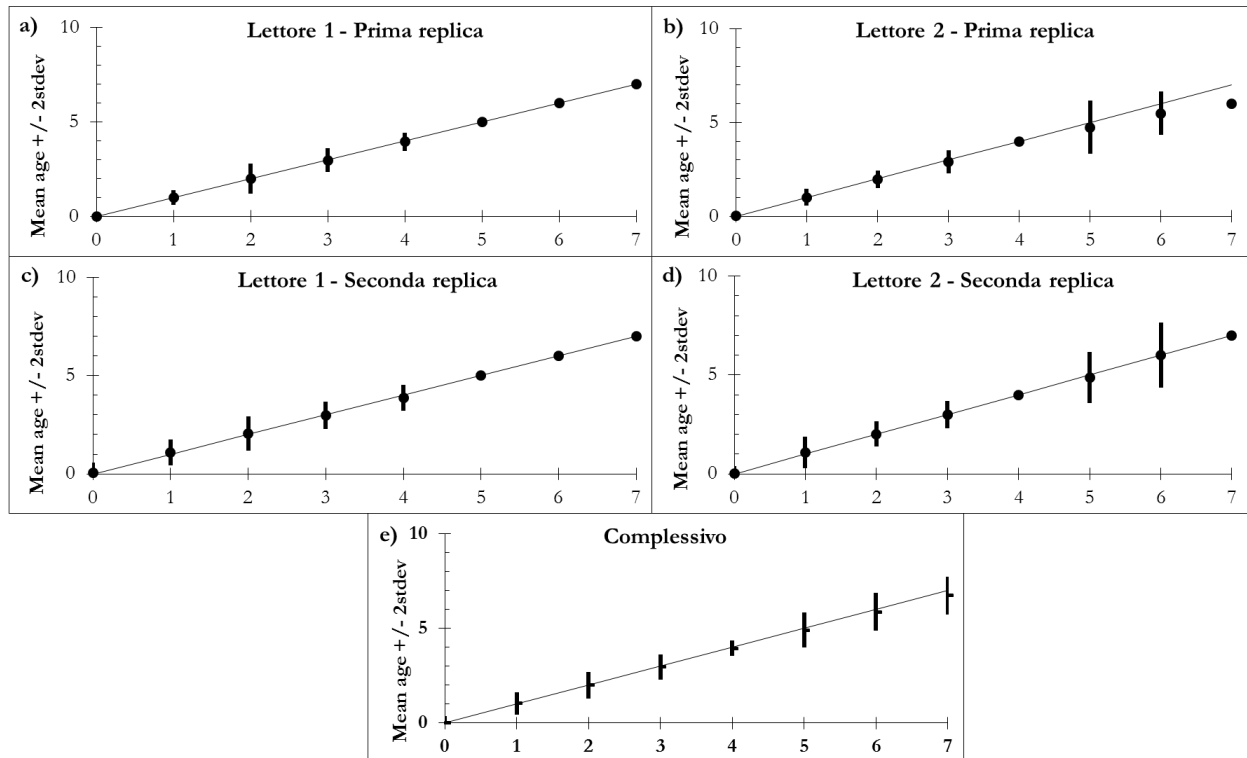 a)
Lettore 1 - Prima replica
Mean age +/- 2stdev
10
5
0
0 1 2 3 4 5 6 7
b)
Lettore 2 - Prima replica
Mean age +/- 2stdev
10
5
0
0 1 2 3 4 5 6 7
c)
Lettore 1 - Seconda replica
Mean age +/- 2stdev
10
5
0
0 1 2 3 4 5 6 7
d)
Lettore 2 - Seconda replica
Mean age +/- 2stdev
10
5
0
0 1 2 3 4 5 6 7
e)
Complessivo
Mean age +/- 2stdev
10
5
0
0 1 2 3 4 5 6 7